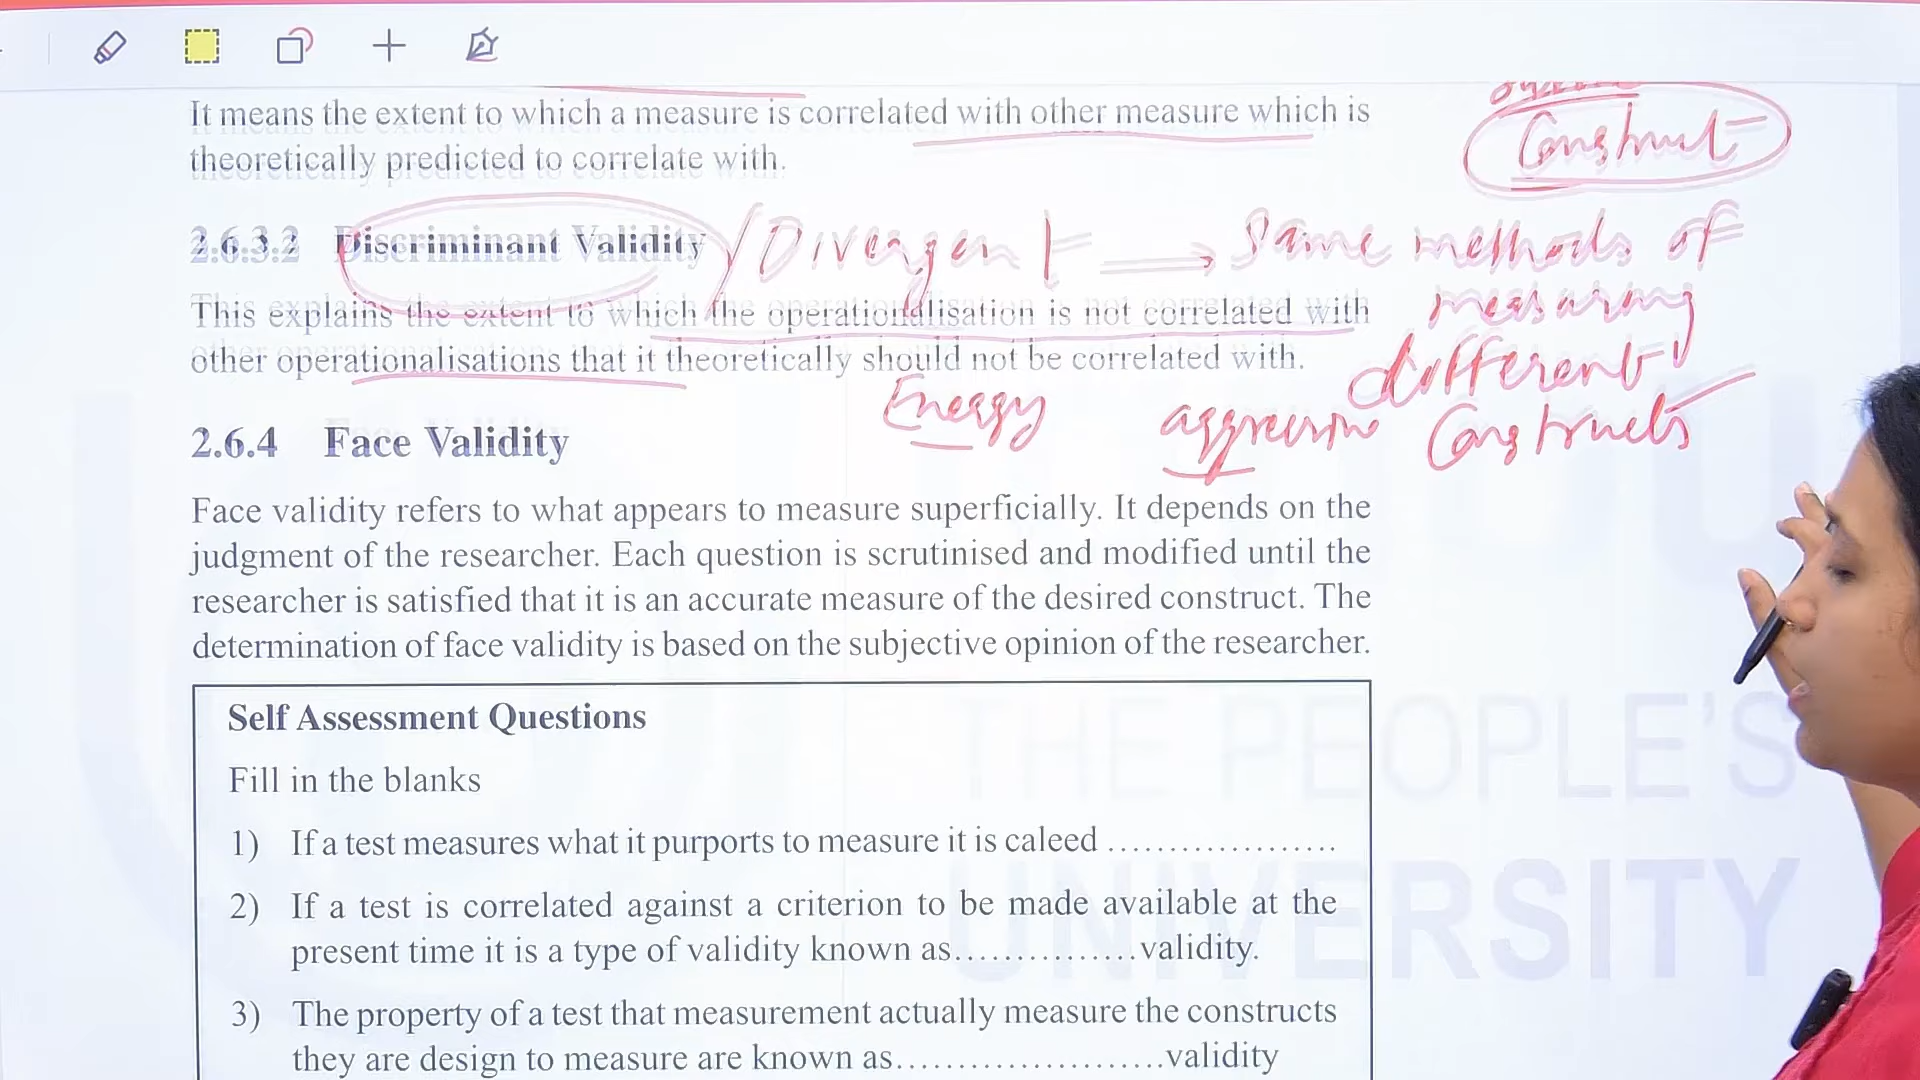 Construct
It means the extent to which a measure is correlated with other measure which is
theoretically predicted to correlate with.
2.6.3.2 Discriminant Validity / Divergent → Same methods of
measuring
different
constructs
This explains the extent to which the operationalisation is not correlated with
other operationalisations that it theoretically should not be correlated with.
Energy
2.6.4 Face Validity
Face validity refers to what appears to measure superficially. It depends on the
judgment of the researcher. Each question is scrutinised and modified until the
researcher is satisfied that it is an accurate measure of the desired construct. The
determination of face validity is based on the subjective opinion of the researcher.
Self Assessment Questions
Fill in the blanks
1) If a test measures what it purports to measure it is caleed ...................
2) If a test is correlated against a criterion to be made available at the
present time it is a type of validity known as...............validity.
3) The property of a test that measurement actually measure the constructs
they are design to measure are known as......................validity
THE PEOPLE'S
UNIVERSITY